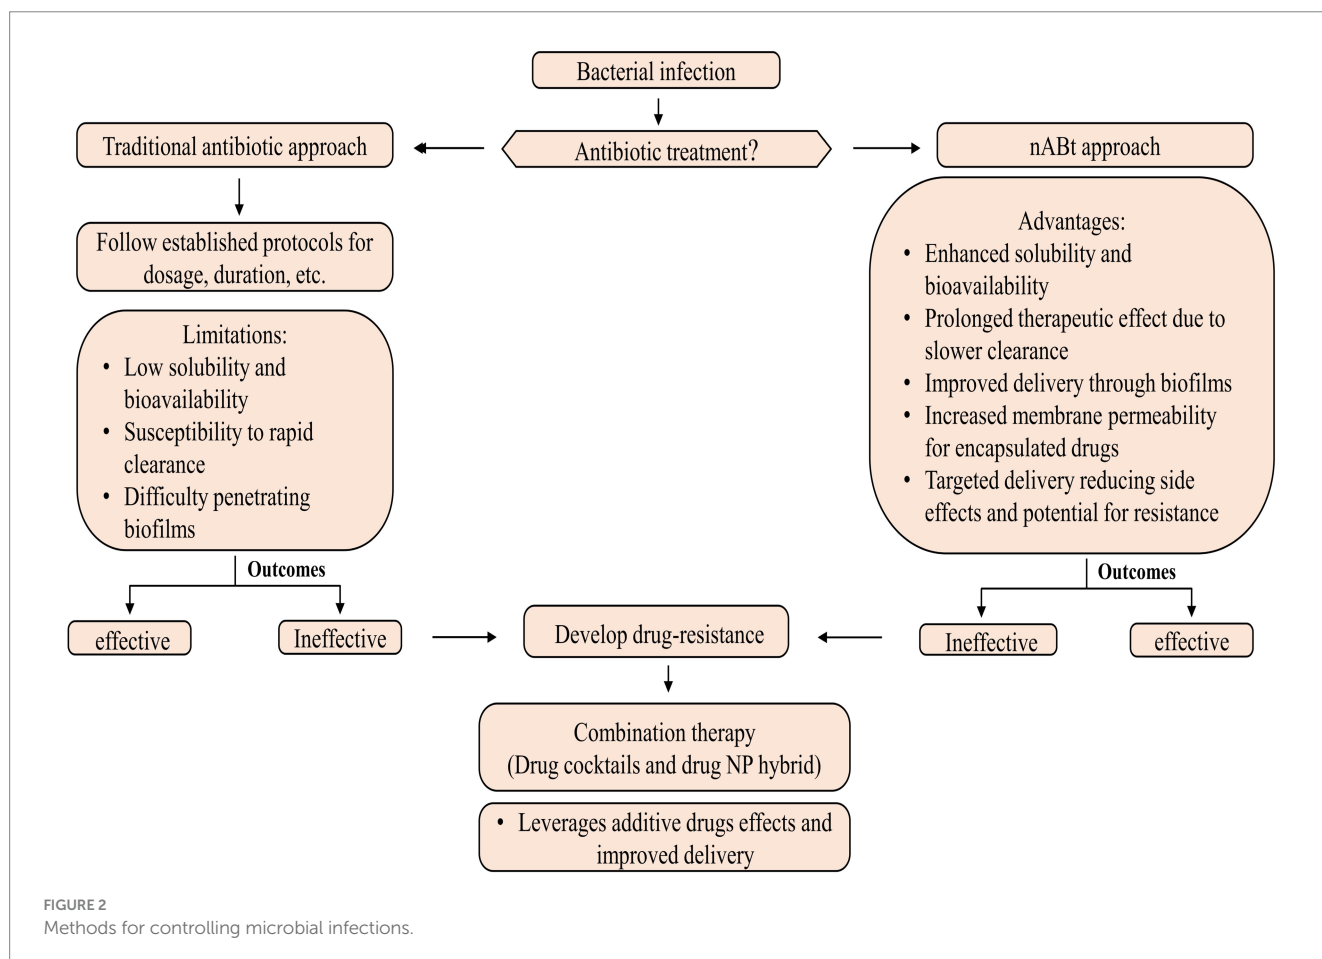 Bacterial infection
Antibiotic treatment?
Traditional antibiotic approach
Follow established protocols for
dosage, duration, etc.
Limitations:
• Low solubility and
bioavailability
• Susceptibility to rapid
clearance
• Difficulty penetrating
biofilms
Outcomes
effective
Ineffective
nABt approach
Advantages:
• Enhanced solubility and
bioavailability
• Prolonged therapeutic effect due to
slower clearance
• Improved delivery through biofilms
• Increased membrane permeability
for encapsulated drugs
• Targeted delivery reducing side
effects and potential for resistance
Outcomes
Ineffective
effective
Develop drug-resistance
Combination therapy
(Drug cocktails and drug NP hybrid)
• Leverages additive drugs effects and
improved delivery
FIGURE 2
Methods for controlling microbial infections.